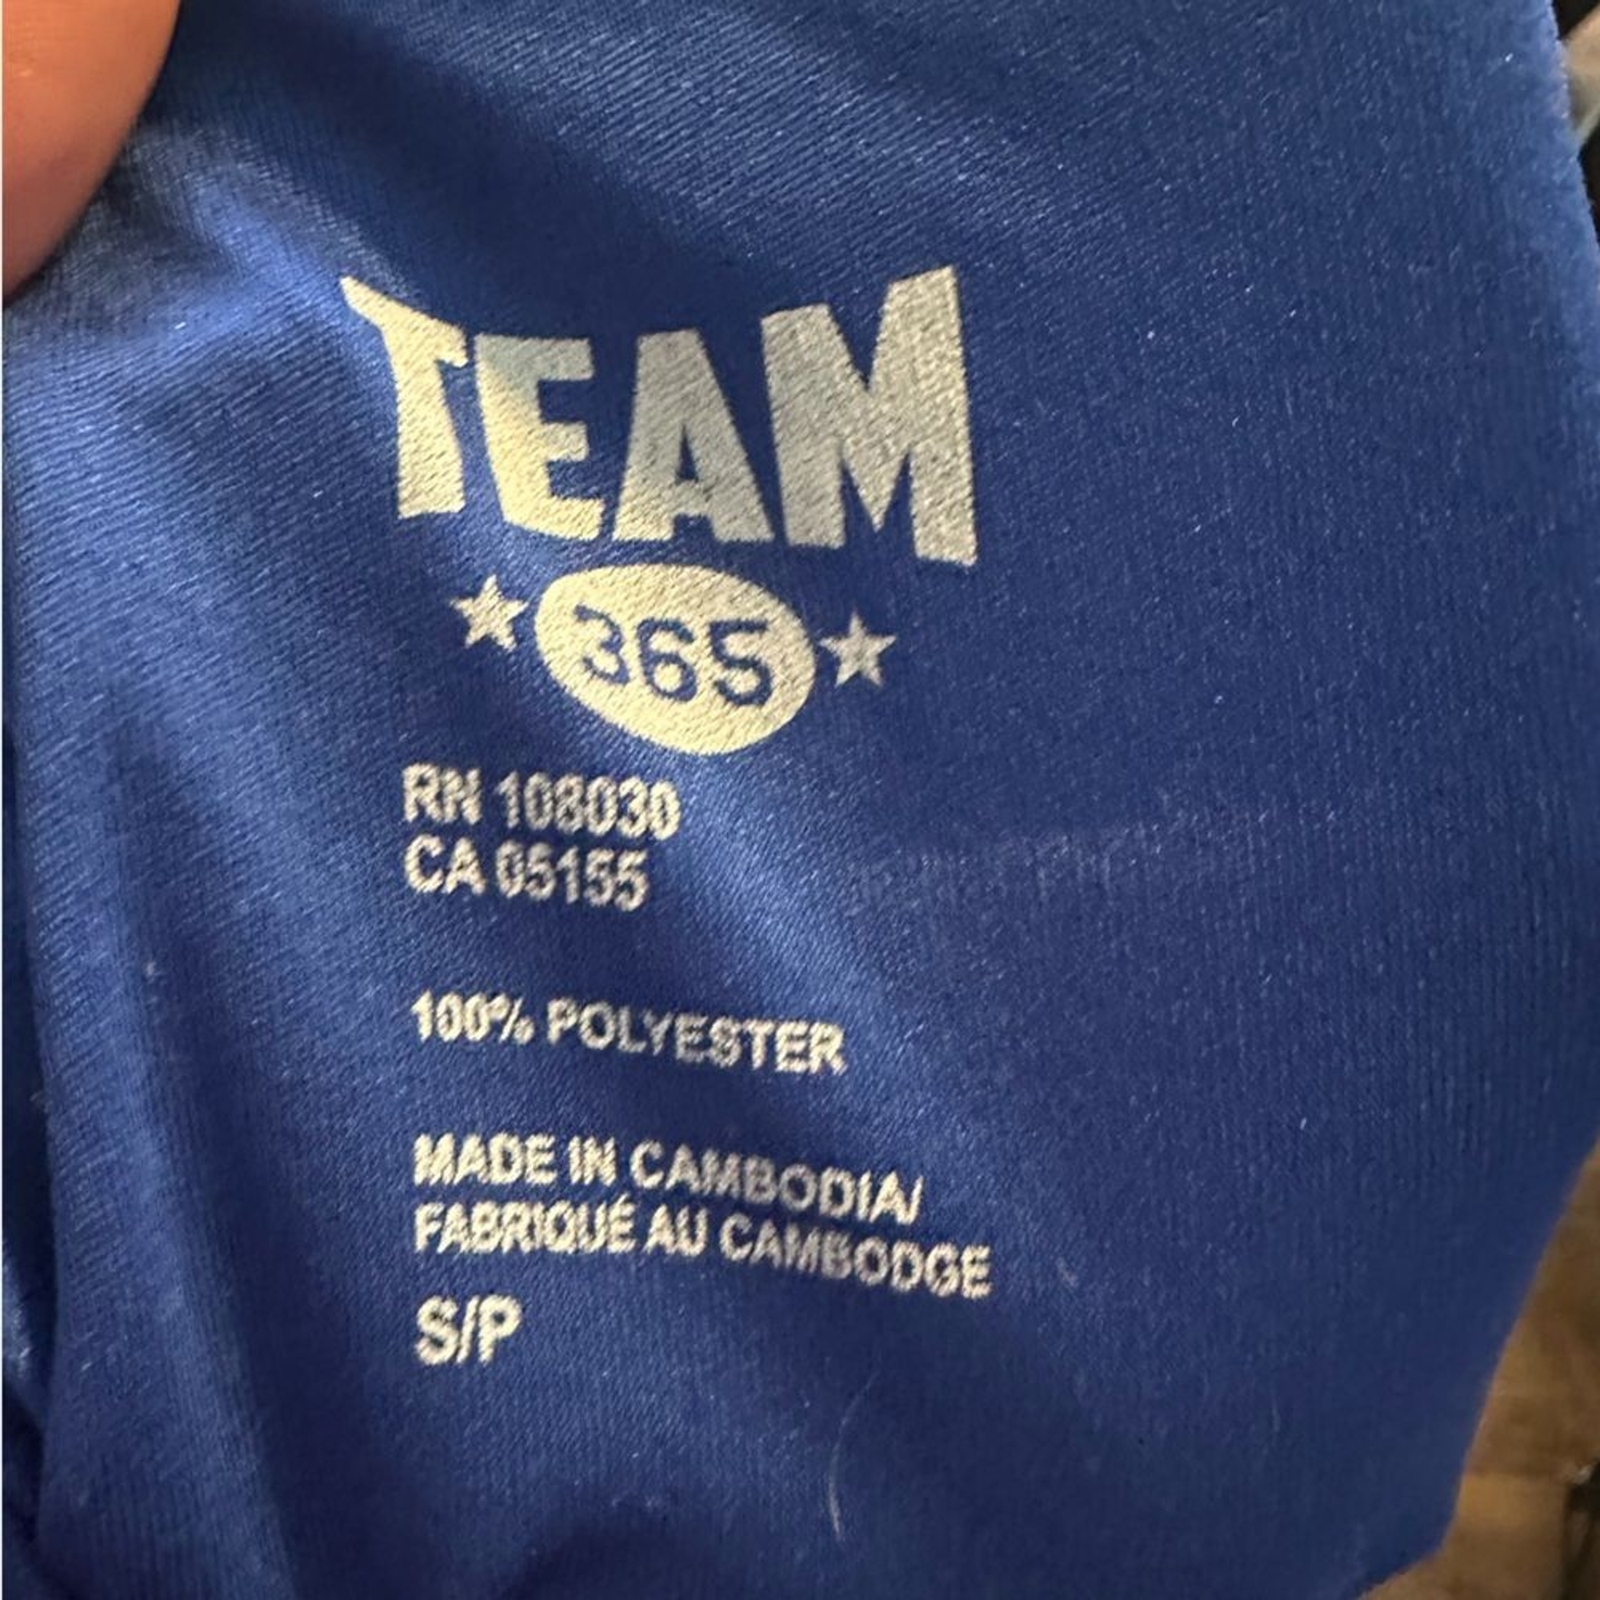 TEAM
365
RN 108030
CA 05155
100% POLYESTER
MADE IN CAMBODIA/
FABRIQUÉ AU CAMBODGE
S/P